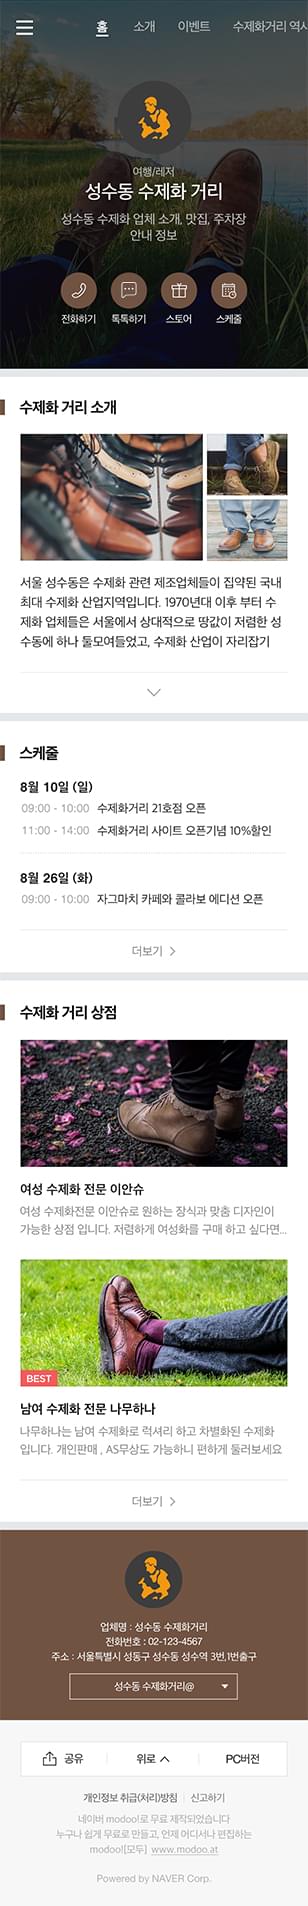 홈 소개 이벤트 수제화거리 역사
여행/레저
성수동 수제화 거리
성수동 수제화 업체 소개, 맛집, 주차장
안내 정보
전화하기 톡톡하기 스토어 스케줄
수제화 거리 소개
서울 성수동은 수제화 관련 제조업체들이 집약된 국내
최대 수제화 산업지역입니다. 1970년대 이후 부터 수
제화 업체들은 서울에서 상대적으로 땅값이 저렴한 성
수동에 하나 둘모여들었고, 수제화 산업이 자리잡기
스케줄
8월 10일 (일)
09:00 - 10:00 수제화거리 21호점 오픈
11:00 - 14:00 수제화거리 사이트 오픈기념 10%할인
8월 26일 (화)
09:00 - 10:00 자그마치 카페와 콜라보 에디션 오픈
더보기 >
수제화 거리 상점
여성 수제화 전문 이안슈
여성 수제화전문 이안슈로 원하는 장식과 맞춤 디자인이
가능한 상점 입니다. 저렴하게 여성화를 구매 하고 싶다면...
BEST
남여 수제화 전문 나무하나
나무하나는 남여 수제화로 럭셔리 하고 차별화된 수제화
입니다. 개인판매 , AS무상도 가능하니 편하게 둘러보세요
더보기 >
업체명 : 성수동 수제화거리
전화번호 : 02-123-4567
주소 : 서울특별시 성동구 성수동 성수역 3번,1번출구
성수동 수제화거리@
공유 위로 PC버전
개인정보 취급(처리)방침 | 신고하기
네이버 modoo!로 무료 제작되었습니다
누구나 쉽게 무료로 만들고, 언제 어디서나 편집하는
modoo![모두] www.modoo.at
Powered by NAVER Corp.